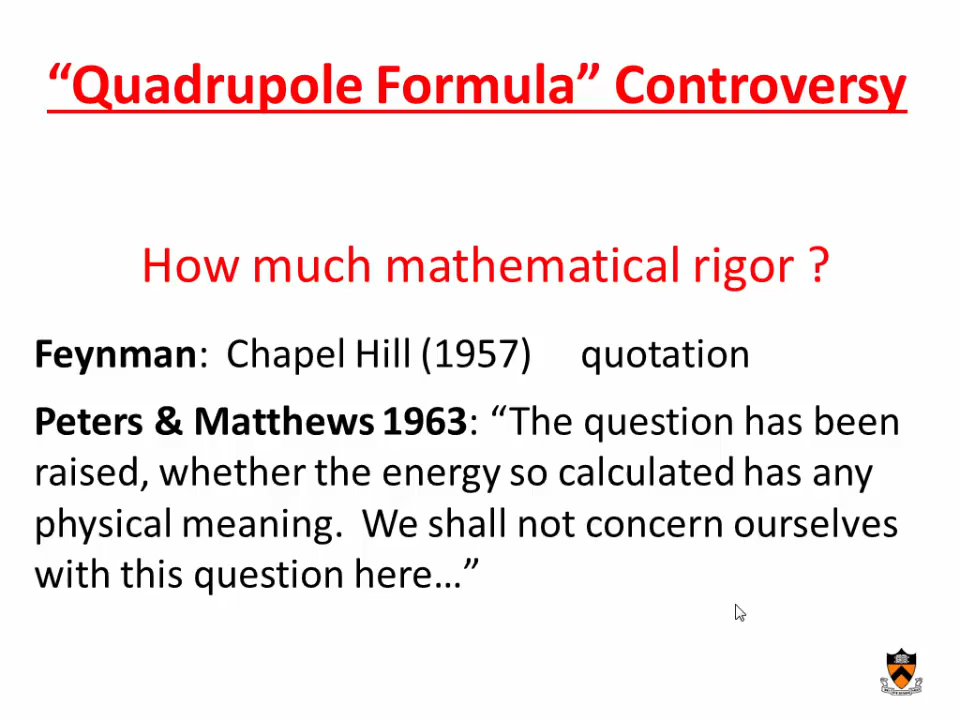 “Quadrupole Formula” Controversy
How much mathematical rigor ?
Feynman: Chapel Hill (1957) quotation
Peters & Matthews 1963: “The question has been
raised, whether the energy so calculated has any
physical meaning. We shall not concern ourselves
with this question here…”